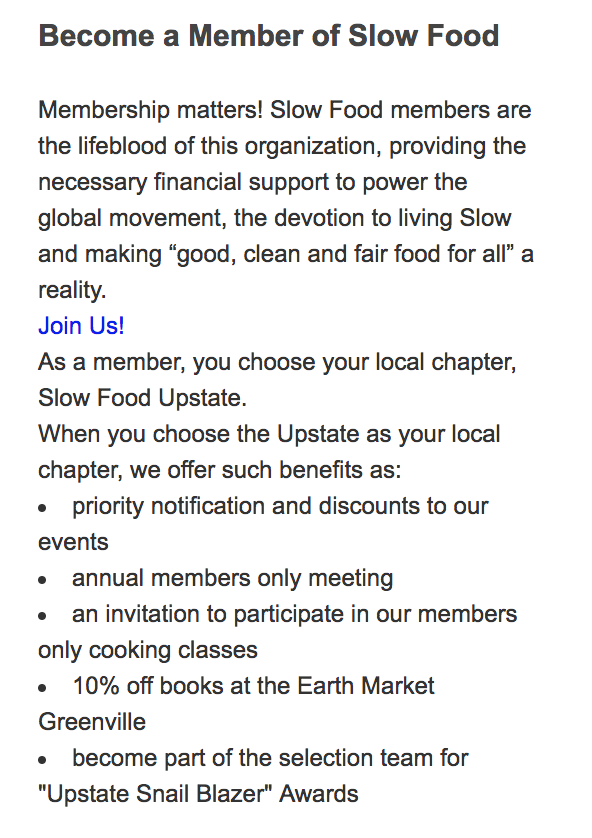 Become a Member of Slow Food
Membership matters! Slow Food members are
the lifeblood of this organization, providing the
necessary financial support to power the
global movement, the devotion to living Slow
and making “good, clean and fair food for all” a
reality.
Join Us!
As a member, you choose your local chapter,
Slow Food Upstate.
When you choose the Upstate as your local
chapter, we offer such benefits as:
• priority notification and discounts to our
events
• annual members only meeting
• an invitation to participate in our members
only cooking classes
• 10% off books at the Earth Market
Greenville
• become part of the selection team for
"Upstate Snail Blazer" Awards